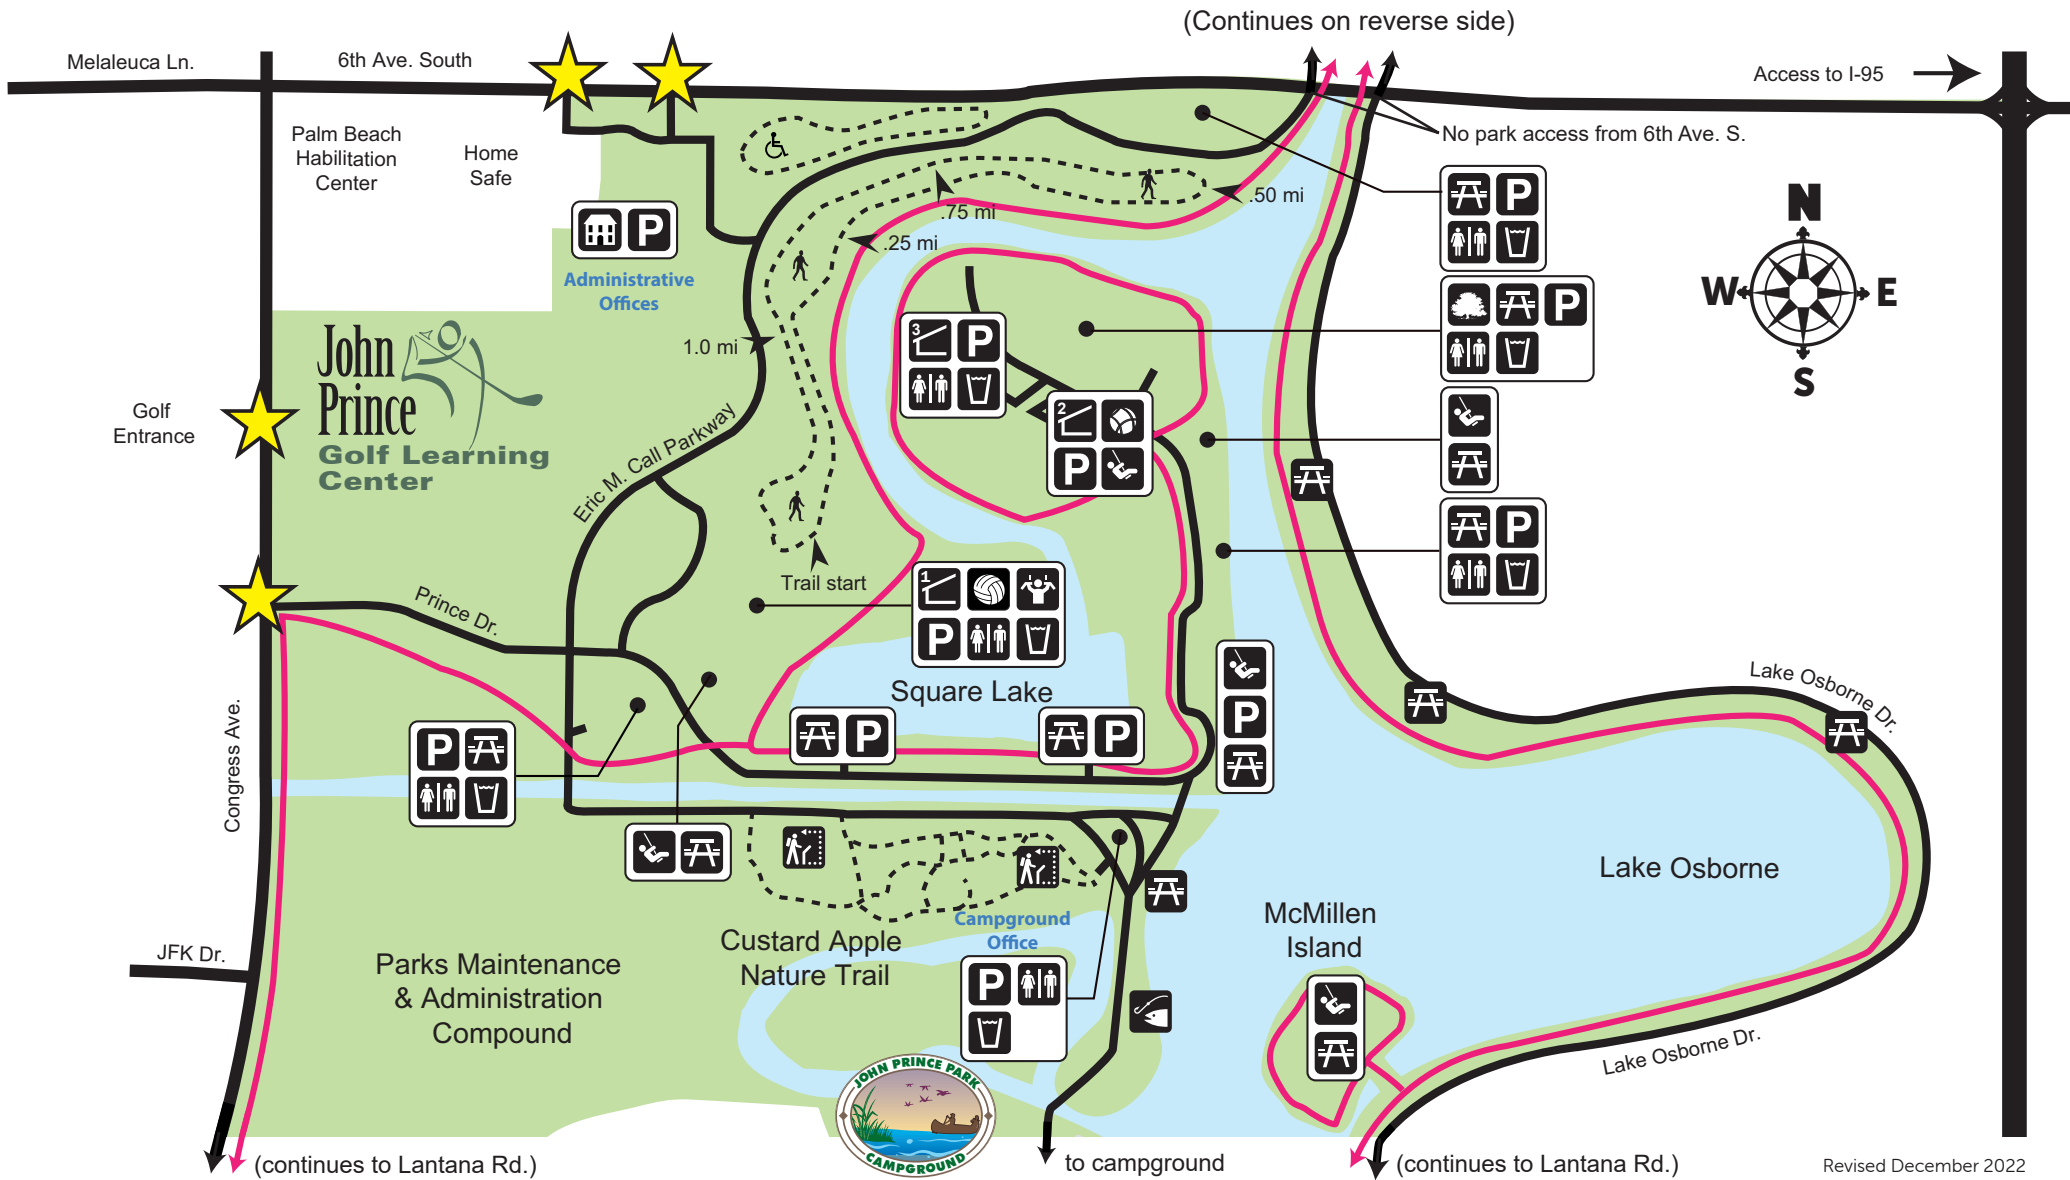 (Continues on reverse side)
Melaleuca Ln.
6th Ave. South
Access to I-95
No park access from 6th Ave. S.
Palm Beach
Habilitation
Center
Home
Safe
P
Administrative
Offices
.50 mi
.75 mi
.25 mi
1.0 mi
P
P
N
W
E
S
John
Prince
Golf Learning
Center
Golf
Entrance
3
P
2
P
Eric M. Call Parkway
Trail start
P
1
P
Prince Dr.
Square Lake
P
P
P
P
Congress Ave.
Lake Osborne Dr.
Lake Osborne
McMillen
Island
Campground
Office
P
Custard Apple
Nature Trail
JFK Dr.
Parks Maintenance
& Administration
Compound
Lake Osborne Dr.
JOHN PRINCE PARK
CAMPGROUND
(continues to Lantana Rd.)
to campground
(continues to Lantana Rd.)
Revised December 2022